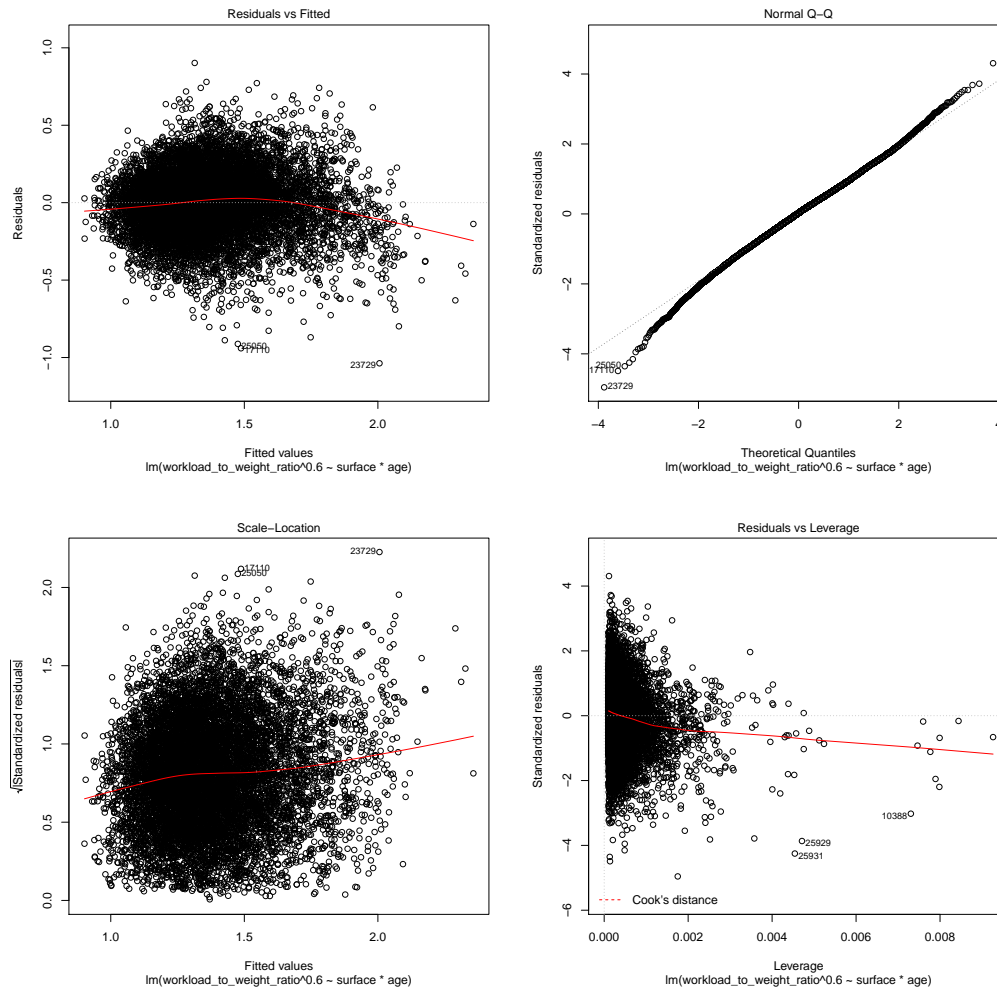 Residuals vs Fitted
1.0
0.5
0.0
−0.5
−1.0
Residuals
25050
17110
23729
1.0
1.5
2.0
Fitted values
lm(workload_to_weight_ratio^0.6 ~ surface * age)
Normal Q−Q
4
2
0
−2
−4
Standardized residuals
25050
17110
23729
−4
−2
0
2
4
Theoretical Quantiles
lm(workload_to_weight_ratio^0.6 ~ surface * age)
Scale−Location
2.0
1.5
1.0
0.5
0.0
√|Standardized residuals|
23729
17110
25050
1.0
1.5
2.0
Fitted values
lm(workload_to_weight_ratio^0.6 ~ surface * age)
Residuals vs Leverage
4
2
0
−2
−4
−6
Standardized residuals
10388
25929
25931
Cook's distance
0.000
0.002
0.004
0.006
0.008
Leverage
lm(workload_to_weight_ratio^0.6 ~ surface * age)